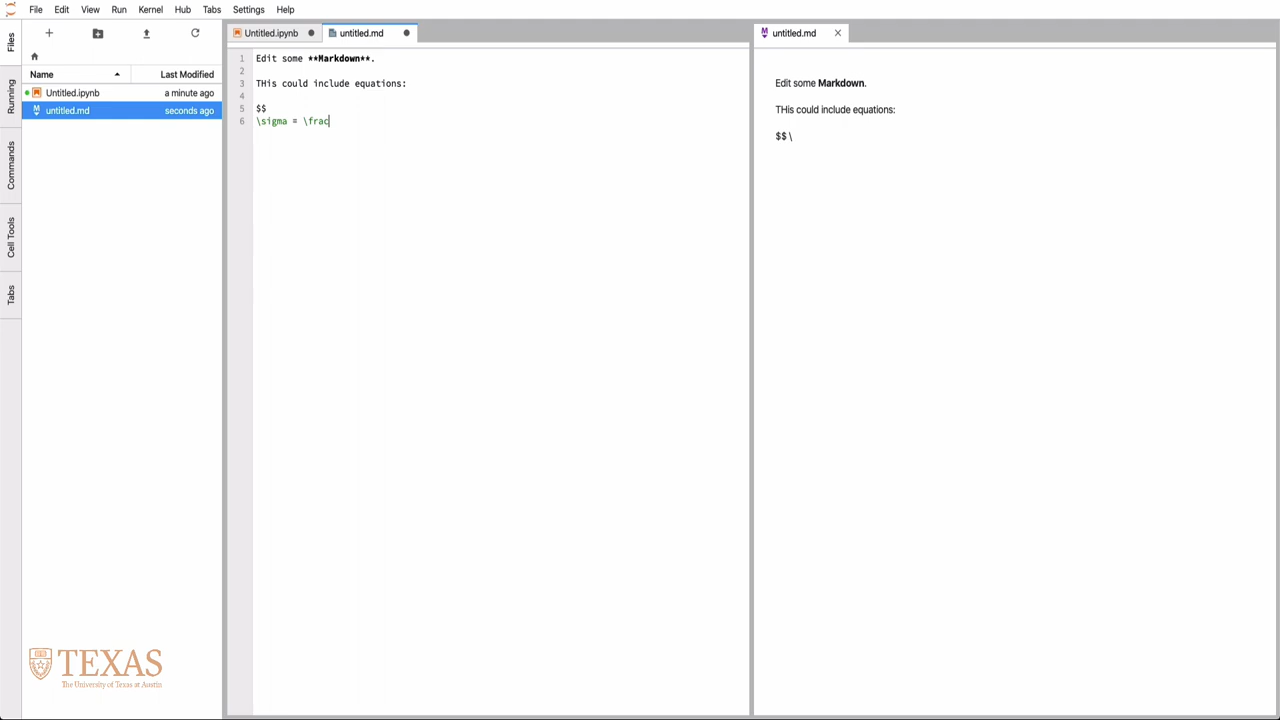 File Edit View Run Kernel Hub Tabs Settings Help
Files
Running
Commands
Cell Tools
Tabs
Name Last Modified
Untitled.ipynb a minute ago
untitled.md seconds ago
TEXAS
The University of Texas at Austin
Untitled.ipynb untitled.md
1 Edit some **Markdown**.
2
3 THis could include equations:
4
5 $$
6 \sigma = \frac
untitled.md
Edit some Markdown.
THis could include equations:
$$ \